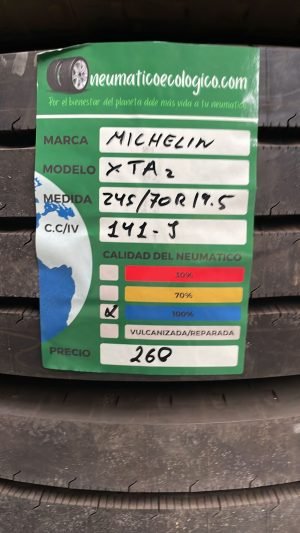 neumaticoecologico.com
Por el bienestar del planeta dale más vida a tu neumático
MARCA MICHELIN
MODELO XTA2
MEDIDA 245/70R19.5
C.C/IV 141-J
CALIDAD DEL NEUMÁTICO
30%
70%
100%
VULCANIZADA/REPARADA
PRECIO 260